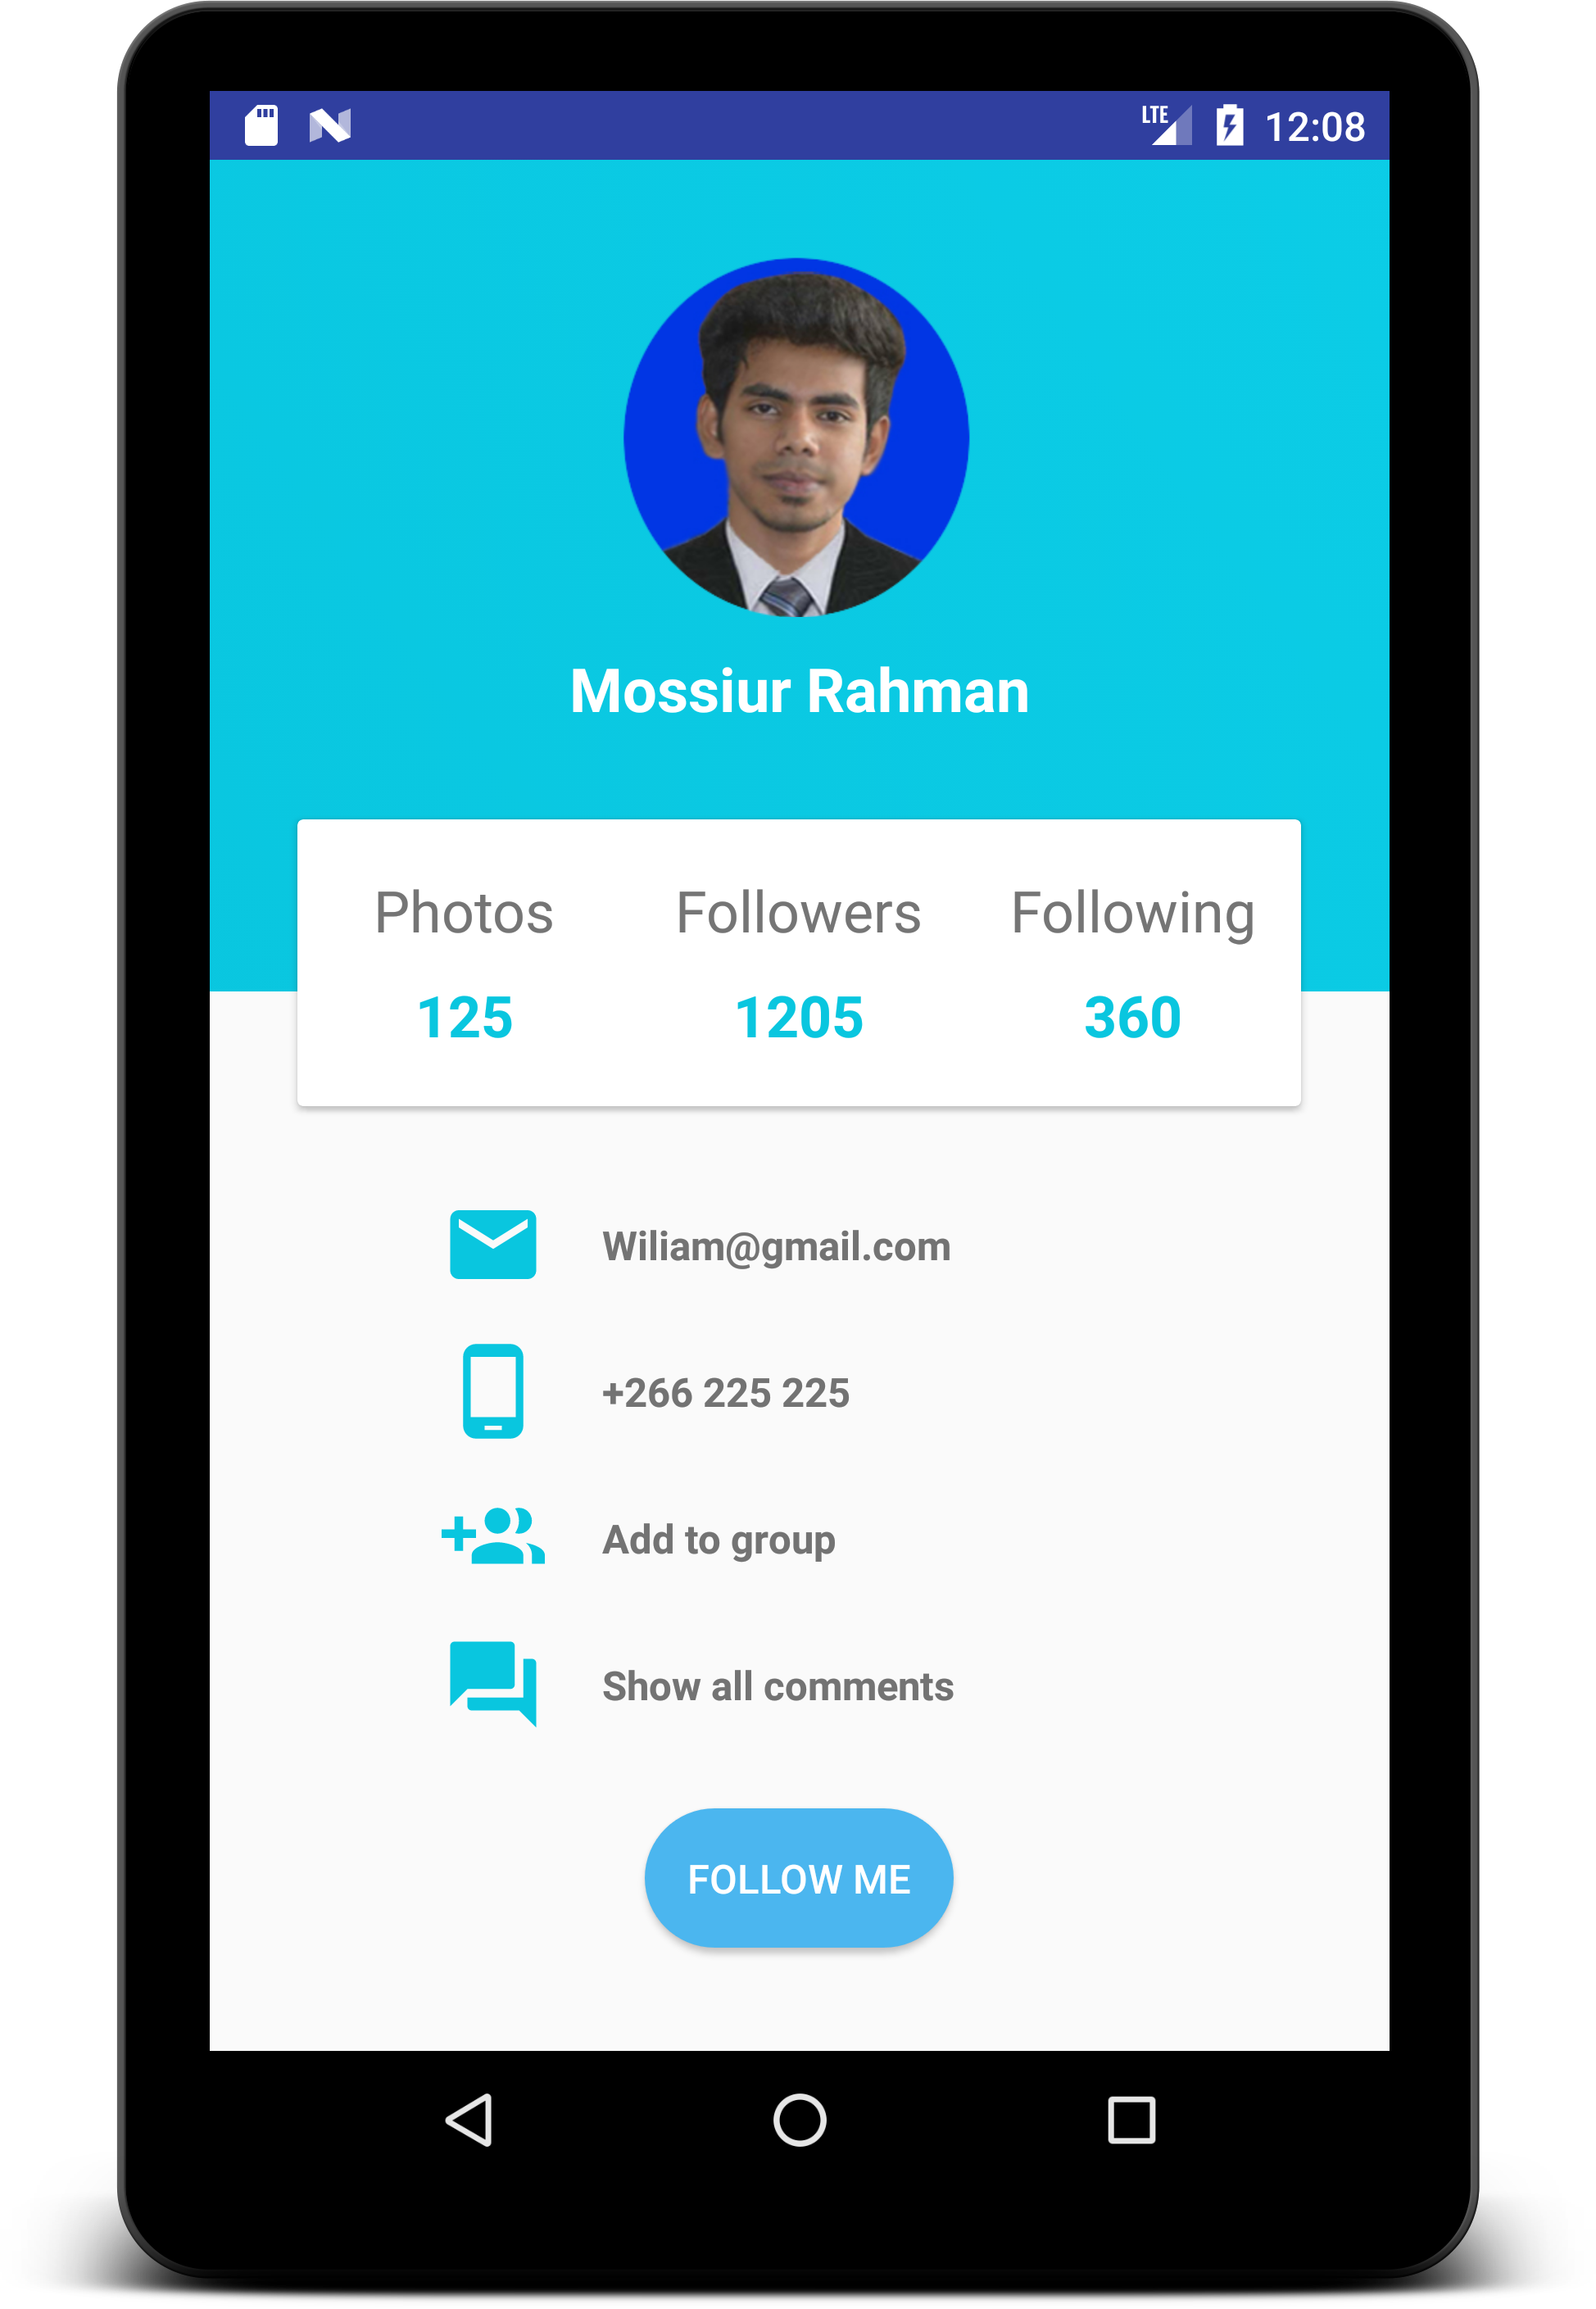 LTE 12:08
Mossiur Rahman
Photos Followers Following
125 1205 360
Wiliam@gmail.com
+266 225 225
Add to group
Show all comments
FOLLOW ME